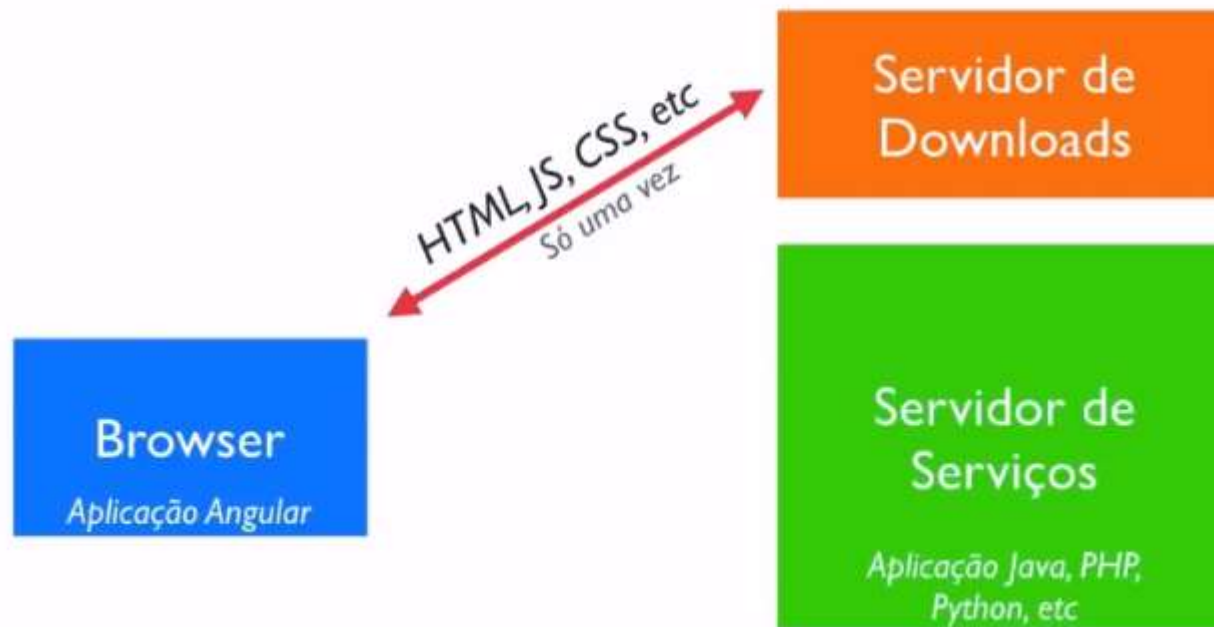 Servidor de
Downloads
HTML, JS, CSS, etc
Só uma vez
Browser
Aplicação Angular
Servidor de
Serviços
Aplicação Java, PHP,
Python, etc